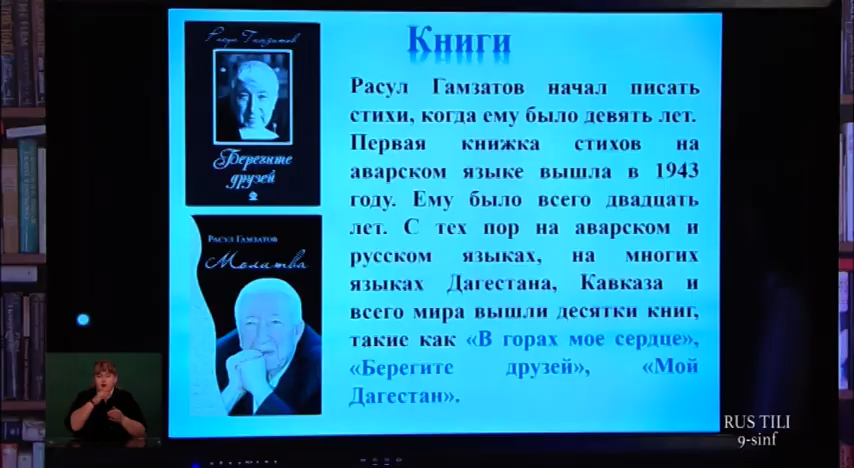 Расул Гамзатов
Берегите
друзей
РАСУЛ ГАМЗАТОВ
Молитва
Книги
Расул Гамзатов начал писать
стихи, когда ему было девять лет.
Первая книжка стихов на
аварском языке вышла в 1943
году. Ему было всего двадцать
лет. С тех пор на аварском и
русском языках, на многих
языках Дагестана, Кавказа и
всего мира вышли десятки книг,
такие как «В горах мое сердце»,
«Берегите друзей», «Мой
Дагестан».
RUS TILI
9-sinf